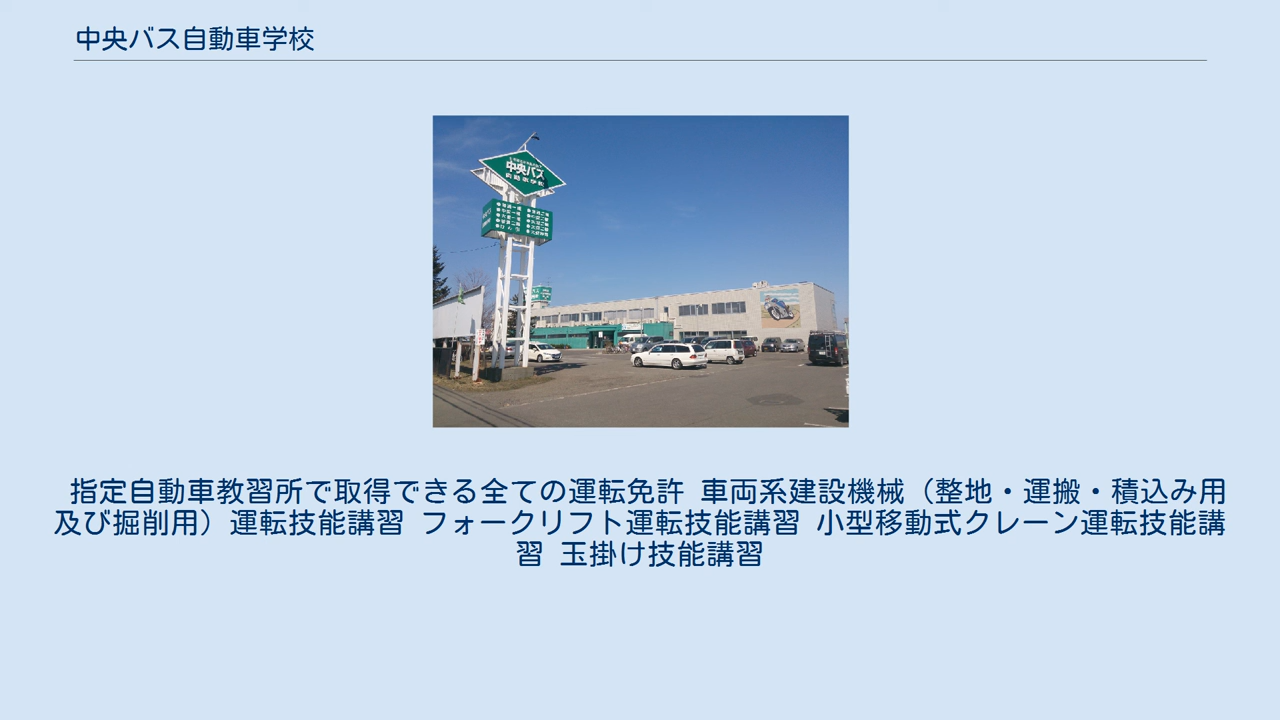 中央バス自動車学校
中央バス
自動車学校
指定自動車教習所で取得できる全ての運転免許 車両系建設機械（整地・運搬・積込み用
及び掘削用）運転技能講習 フォークリフト運転技能講習 小型移動式クレーン運転技能講
習 玉掛け技能講習